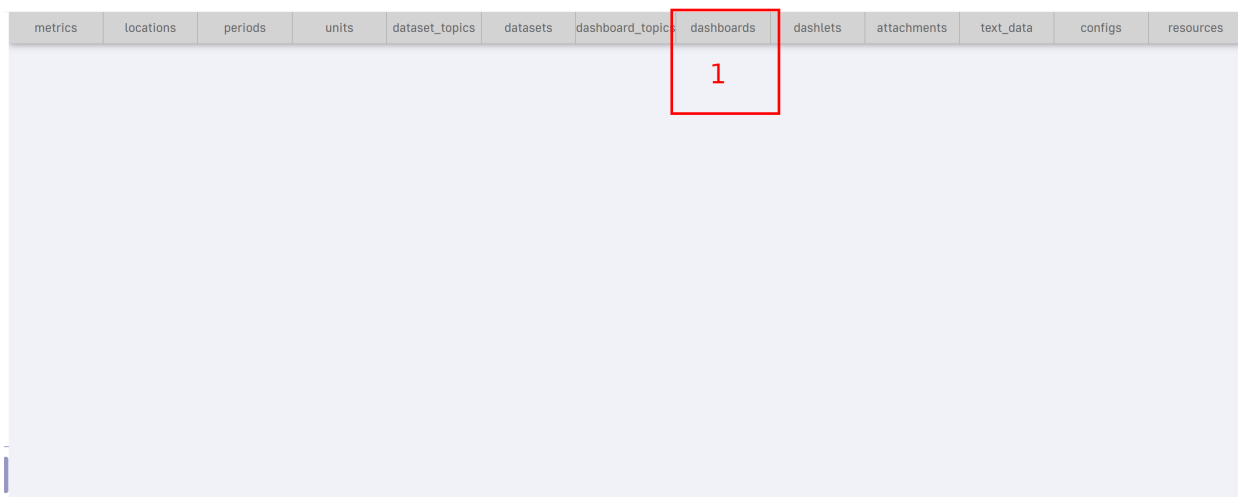 metrics locations periods units dataset_topics datasets dashboard_topics dashboards dashlets attachments text_data configs resources
1